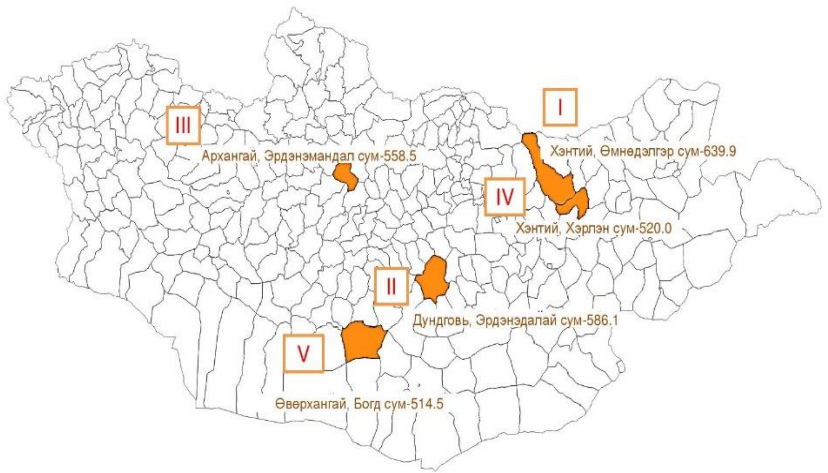 I
III
Хэнтий, Өмнөдэлгэр сум-639.9
Архангай, Эрдэнэмандал сум-558.5
IV
Хэнтий, Хэрлэн сум-520.0
II
Дундговь, Эрдэнэдалай сум-586.1
V
Өвөрхангай, Богд сум-514.5